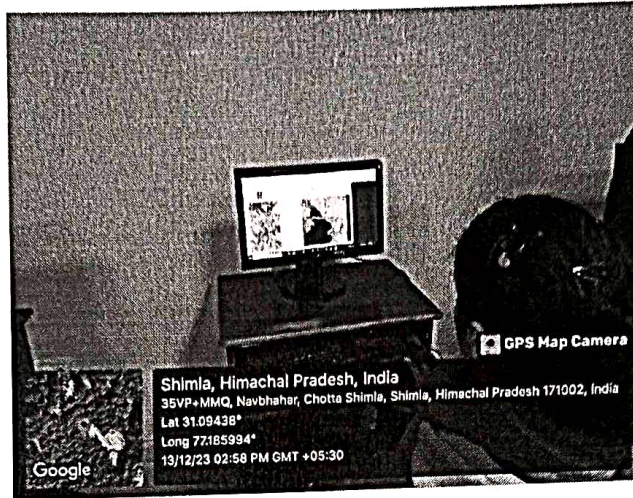 GPS Map Camera
Shimla, Himachal Pradesh, India
35VP+MMQ, Navbhahar, Chotta Shimla, Shimla, Himachal Pradesh 171002, India
Lat 31.09438°
Long 77.185994°
13/12/23 02:58 PM GMT +05:30
Google